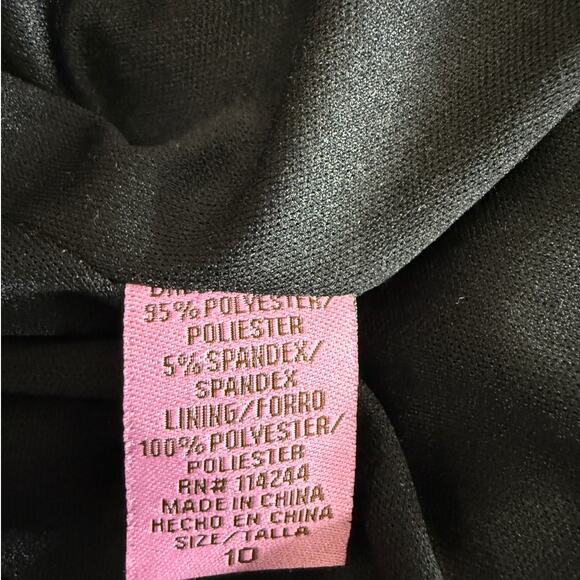 95% POLYESTER/
POLIESTER
5% SPANDEX/
SPANDEX
LINING/FORRO
100% POLYESTER/
POLIESTER
RN# 114244
MADE IN CHINA
HECHO EN CHINA
SIZE/TALLA
10